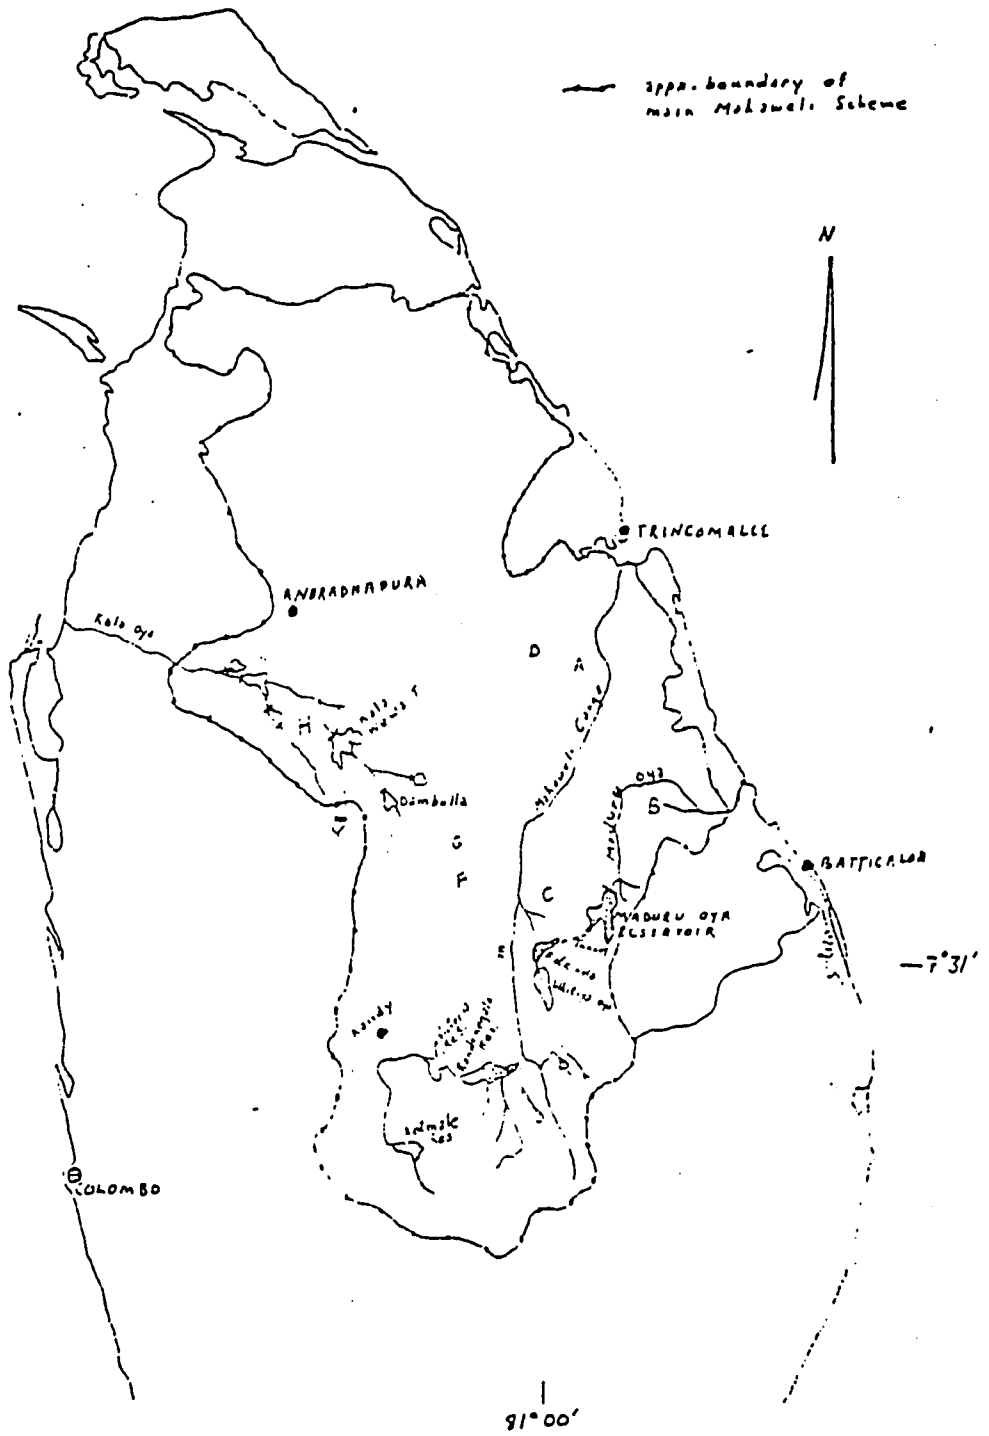 appr. boundary of
main Mahaweli Scheme
N
TRINCOMALEE
ANURADHAPURA
Kala Oya
D
A
H
Mahaweli Ganga
Dambulla
Maduru
OYA
B
G
F
BATTICALOA
C
MADURU OYA
RESERVOIR
E
7°31'
Kandy
COLOMBO
81°00'